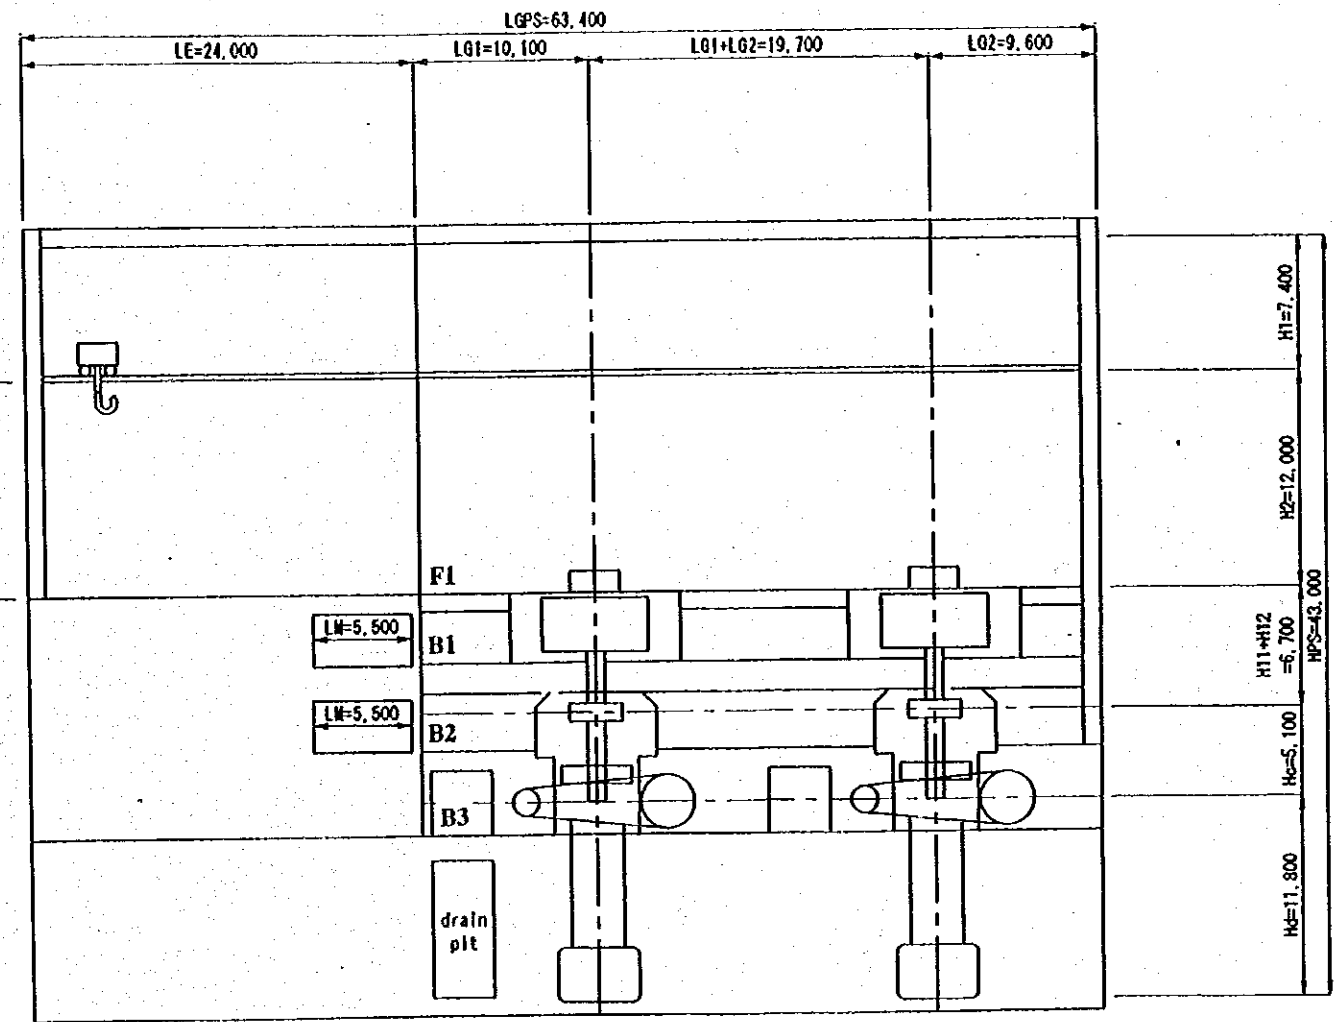 LGPS=63,400
LE=24,000
LG1=10,100
LG1+LG2=19,700
LG2=9,600
H1=7,400
H2=12,000
F1
LM=5,500
B1
H11+H12
=6,700
HPS=43,000
LM=5,500
B2
Hc=5,100
B3
Hd=11,800
drain
pit